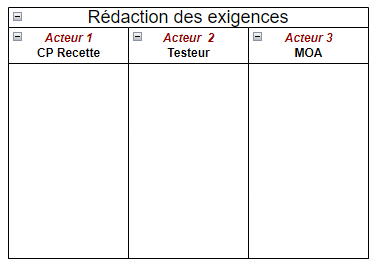 Rédaction des exigences
Acteur 1
CP Recette
Acteur  2
Testeur
Acteur 3
MOA